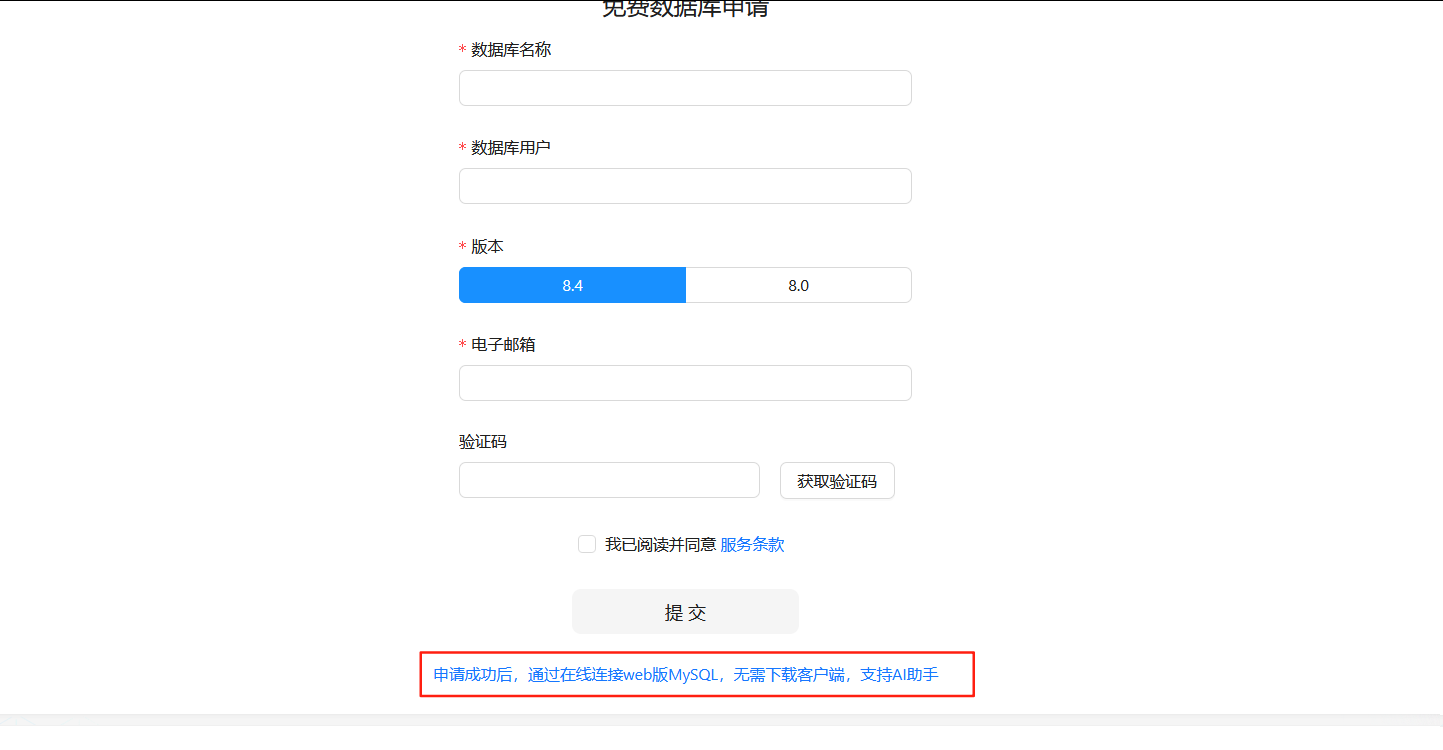 免费数据库申请
* 数据库名称
* 数据库用户
* 版本
8.4 8.0
* 电子邮箱
验证码
获取验证码
我已阅读并同意 服务条款
提 交
申请成功后，通过在线连接web版MySQL，无需下载客户端，支持AI助手